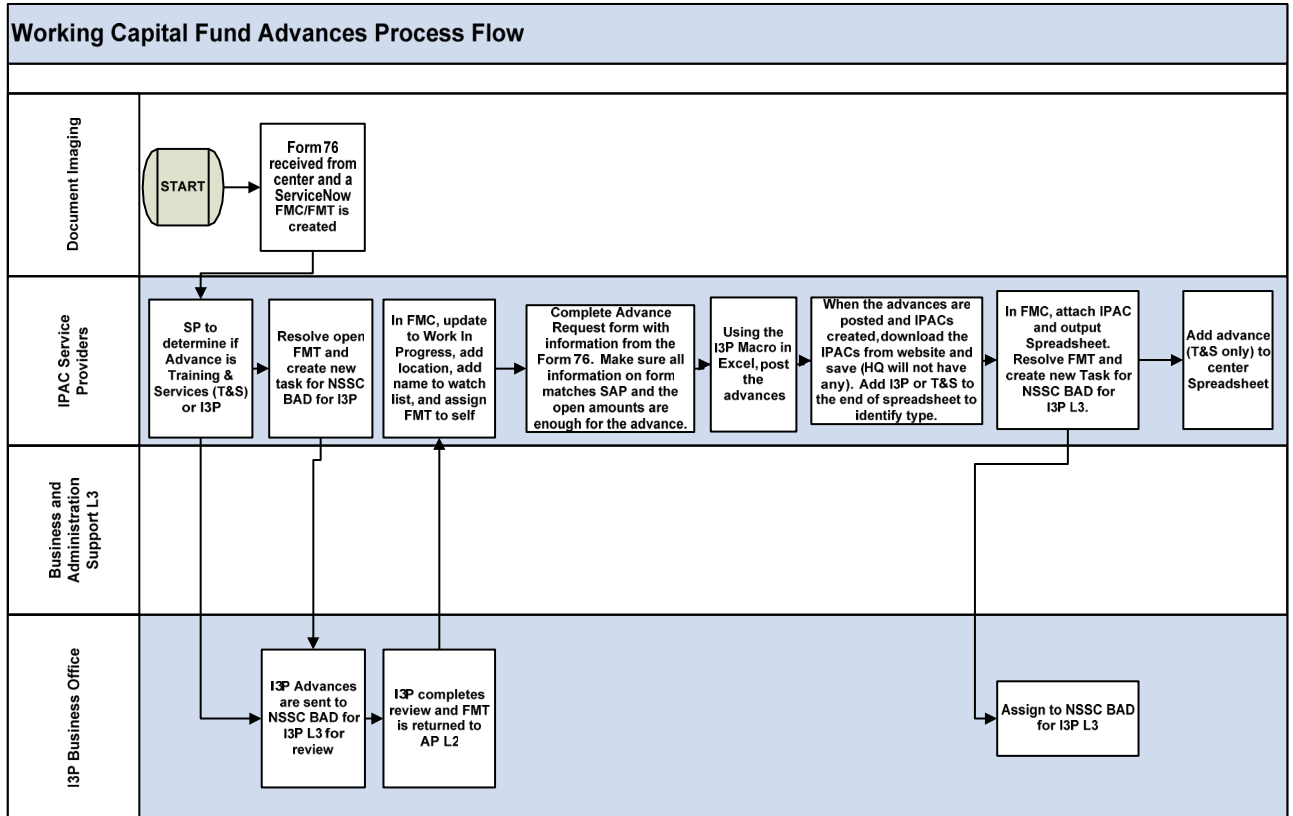 Working Capital Fund Advances Process Flow
Document Imaging
START
Form 76
received from
center and a
ServiceNow
FMC/FMT is
created
IPAC Service
Providers
SP to
determine if
Advance is
Training &
Services (T&S)
or I3P
Resolve open
FMT and
create new
task for NSSC
BAD for I3P
In FMC, update
to Work In
Progress, add
location, add
name to watch
list, and assign
FMT to self
Complete Advance
Request form with
information from the
Form 76. Make sure all
information on form
matches SAP and the
open amounts are
enough for the advance.
Using the
I3P Macro in
Excel, post
the
advances
When the advances are
posted and IPACs
created, download the
IPACs from website and
save (HQ will not have
any). Add I3P or T&S to
the end of spreadsheet to
identify type.
In FMC, attach IPAC
and output
Spreadsheet.
Resolve FMT and
create new Task for
NSSC BAD for
I3P L3.
Add advance
(T&S only) to
center
Spreadsheet
Business and
Administration
Support L3
I3P Business Office
I3P Advances
are sent to
NSSC BAD for
I3P L3 for
review
I3P completes
review and FMT
is returned to
AP L2
Assign to NSSC BAD
for I3P L3